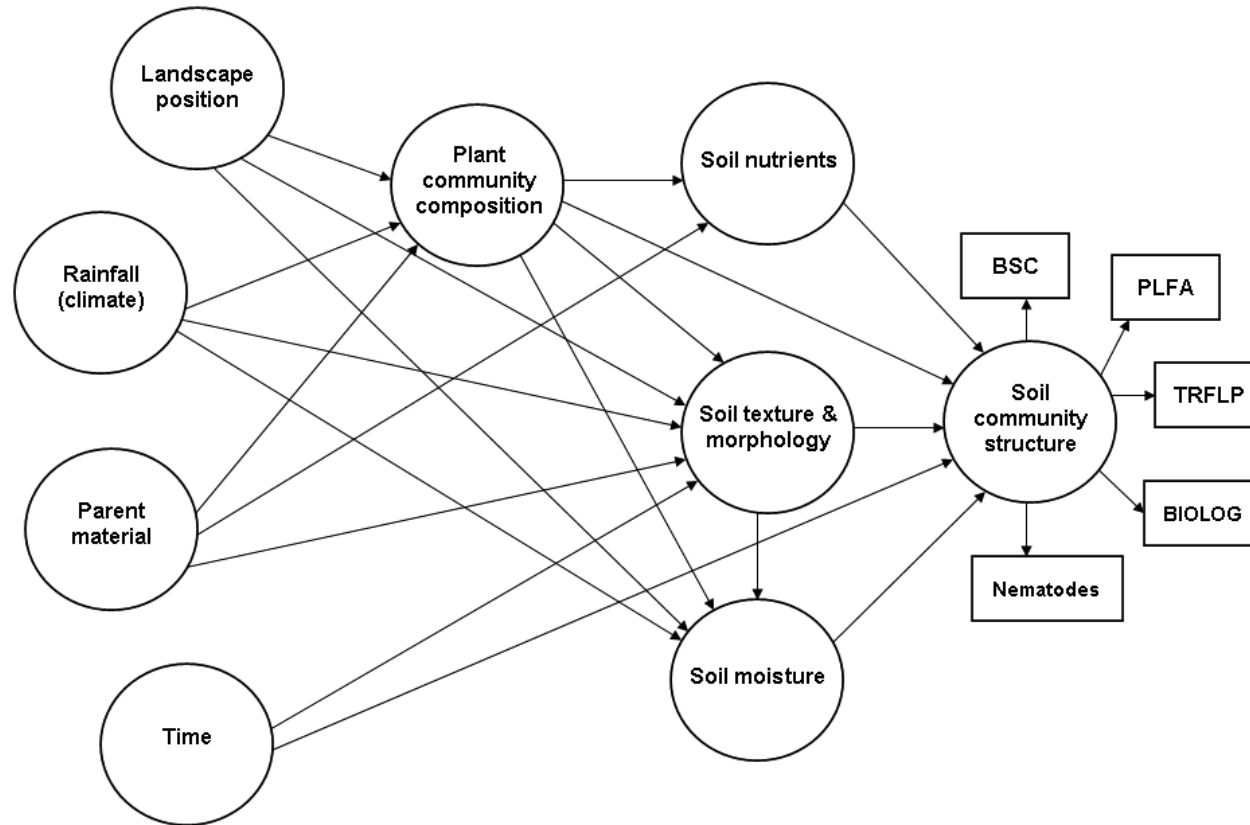 Landscape
position
Rainfall
(climate)
Parent
material
Time
Plant
community
composition
Soil nutrients
Soil texture &
morphology
Soil moisture
Soil
community
structure
BSC
PLFA
TRFLP
BIOLOG
Nematodes